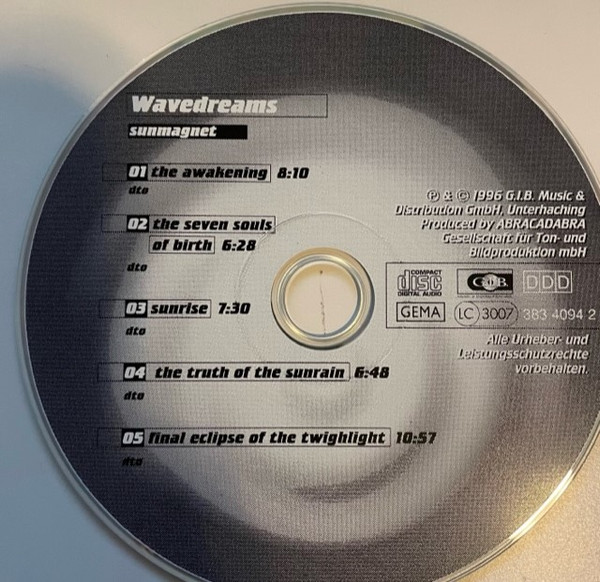 Wavedreams
sunmagnet
01 the awakening 8:10
dto
02 the seven souls
of birth 6:28
dto
03 sunrise 7:30
dto
04 the truth of the sunrain 6:48
dto
05 final eclipse of the twighlight 10:57
dto
℗ & © 1996 G.I.B. Music &
Distribution GmbH, Unterhaching
Produced by ABRACADABRA
Gesellschaft für Ton- und
Bildproduktion mbH
COMPACT
disc
DIGITAL AUDIO
G.I.B.
DDD
GEMA
LC 3007
383 4094 2
Alle Urheber- und
Leistungsschutzrechte
vorbehalten.